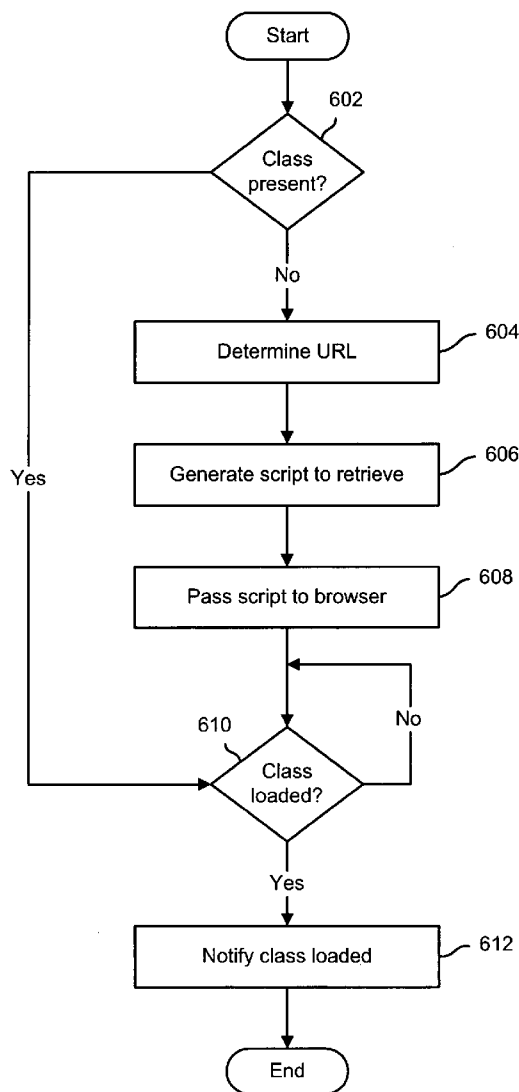 Start
602
Class
present?
No
Determine URL
604
Generate script to retrieve
606
Yes
Pass script to browser
608
No
610
Class
loaded?
Yes
Notify class loaded
612
End